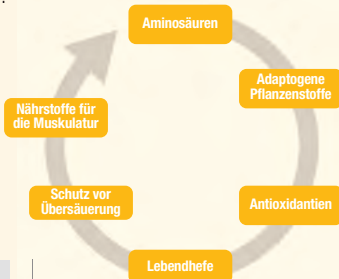 Aminosäuren
Adaptogene
Pflanzenstoffe
Antioxidantien
Lebendhefe
Schutz vor
Übersäuerung
Nährstoffe für
die Muskulatur